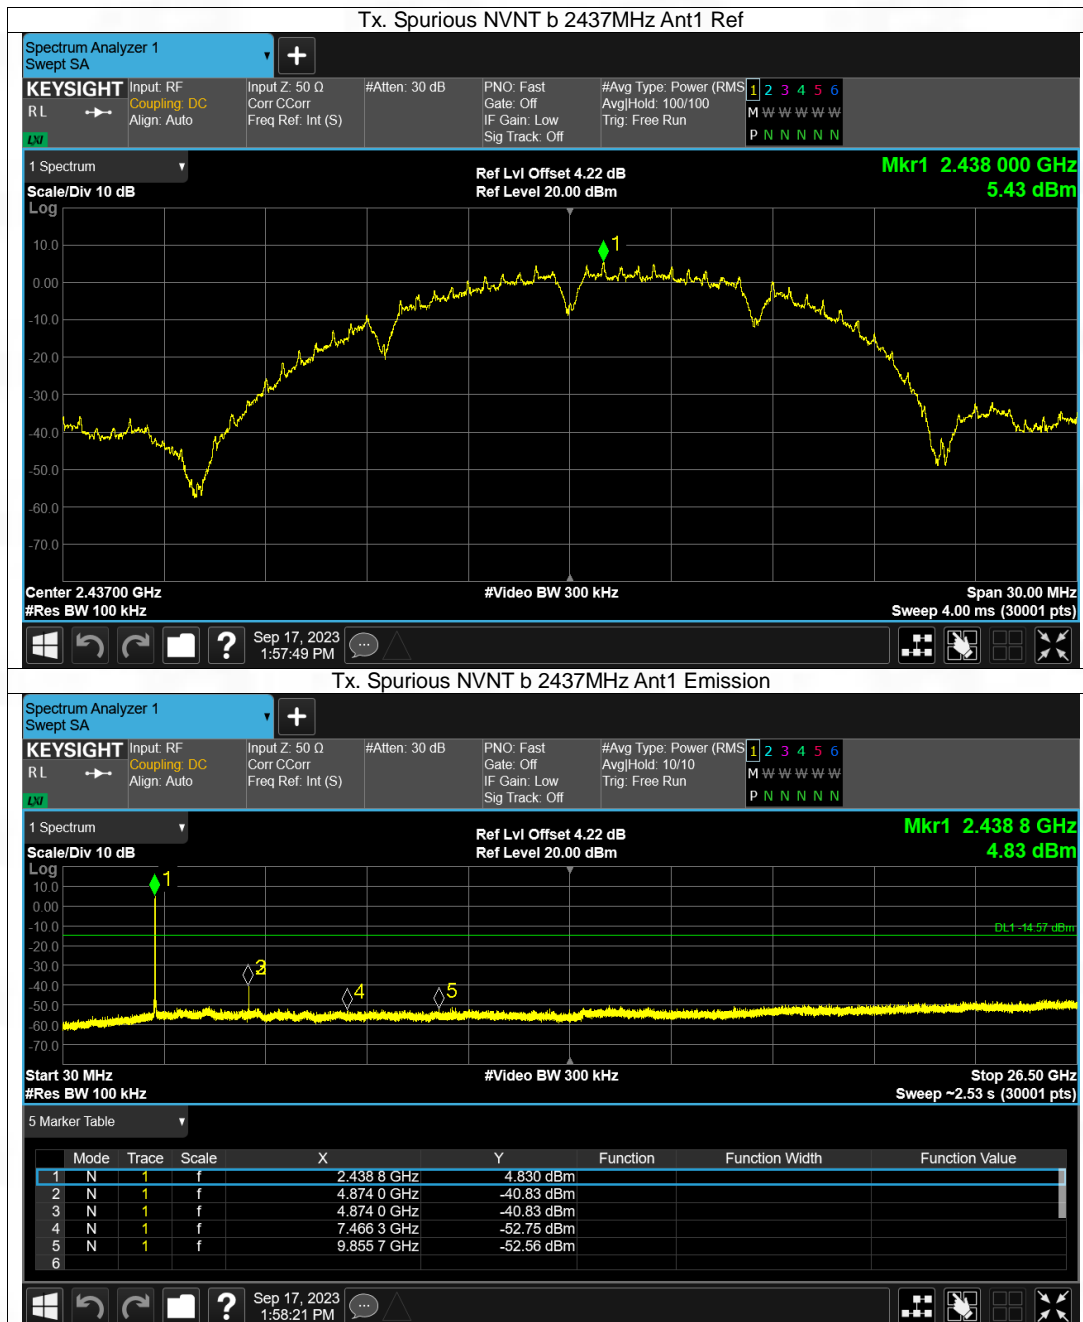 Tx. Spurious NVNT b 2437MHz Ant1 Ref
Spectrum Analyzer 1
Swept SA
+
KEYSIGHT Input: RF Input Z: 50 Ω #Atten: 30 dB PNO: Fast #Avg Type: Power (RMS 1 2 3 4 5 6
RL Coupling: DC Corr CCorr Gate: Off Avg|Hold: 100/100 M W W W W W
Align: Auto Freq Ref: Int (S) IF Gain: Low Trig: Free Run
LXI Sig Track: Off P N N N N N
1 Spectrum Ref Lvl Offset 4.22 dB Mkr1 2.438 000 GHz
Scale/Div 10 dB Ref Level 20.00 dBm 5.43 dBm
Log
1
10.0
0.00
-10.0
-20.0
-30.0
-40.0
-50.0
-60.0
-70.0
Center 2.43700 GHz #Video BW 300 kHz Span 30.00 MHz
#Res BW 100 kHz Sweep 4.00 ms (30001 pts)
? Sep 17, 2023
1:57:49 PM
Tx. Spurious NVNT b 2437MHz Ant1 Emission
Spectrum Analyzer 1
Swept SA
+
KEYSIGHT Input: RF Input Z: 50 Ω #Atten: 30 dB PNO: Fast #Avg Type: Power (RMS 1 2 3 4 5 6
RL Coupling: DC Corr CCorr Gate: Off Avg|Hold: 10/10 M W W W W W
Align: Auto Freq Ref: Int (S) IF Gain: Low Trig: Free Run
LXI Sig Track: Off P N N N N N
1 Spectrum Ref Lvl Offset 4.22 dB Mkr1 2.438 8 GHz
Scale/Div 10 dB Ref Level 20.00 dBm 4.83 dBm
Log
1
10.0
0.00
-10.0 DL1 -14.57 dBm
-20.0
-30.0 3
-40.0 4 5
-50.0
-60.0
-70.0
Start 30 MHz #Video BW 300 kHz Stop 26.50 GHz
#Res BW 100 kHz Sweep ~2.53 s (30001 pts)
5 Marker Table
Mode Trace Scale X Y Function Function Width Function Value
1 N 1 f 2.438 8 GHz 4.830 dBm
2 N 1 f 4.874 0 GHz -40.83 dBm
3 N 1 f 4.874 0 GHz -40.83 dBm
4 N 1 f 7.466 3 GHz -52.75 dBm
5 N 1 f 9.855 7 GHz -52.56 dBm
6
? Sep 17, 2023
1:58:21 PM